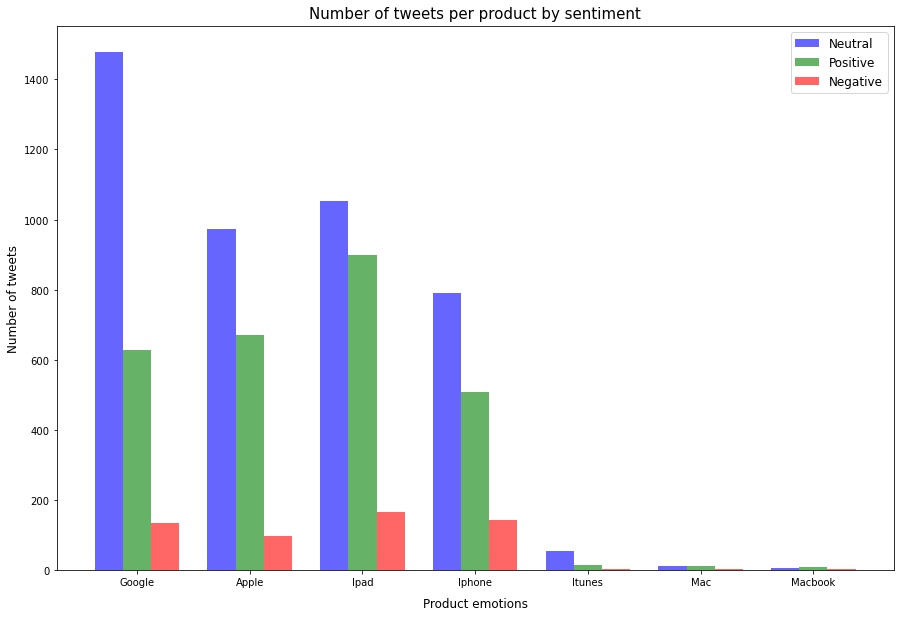 Number of tweets per product by sentiment
Neutral
Positive
Negative
Number of tweets
1400
1200
1000
800
600
400
200
0
Google Apple Ipad Iphone Itunes Mac Macbook
Product emotions